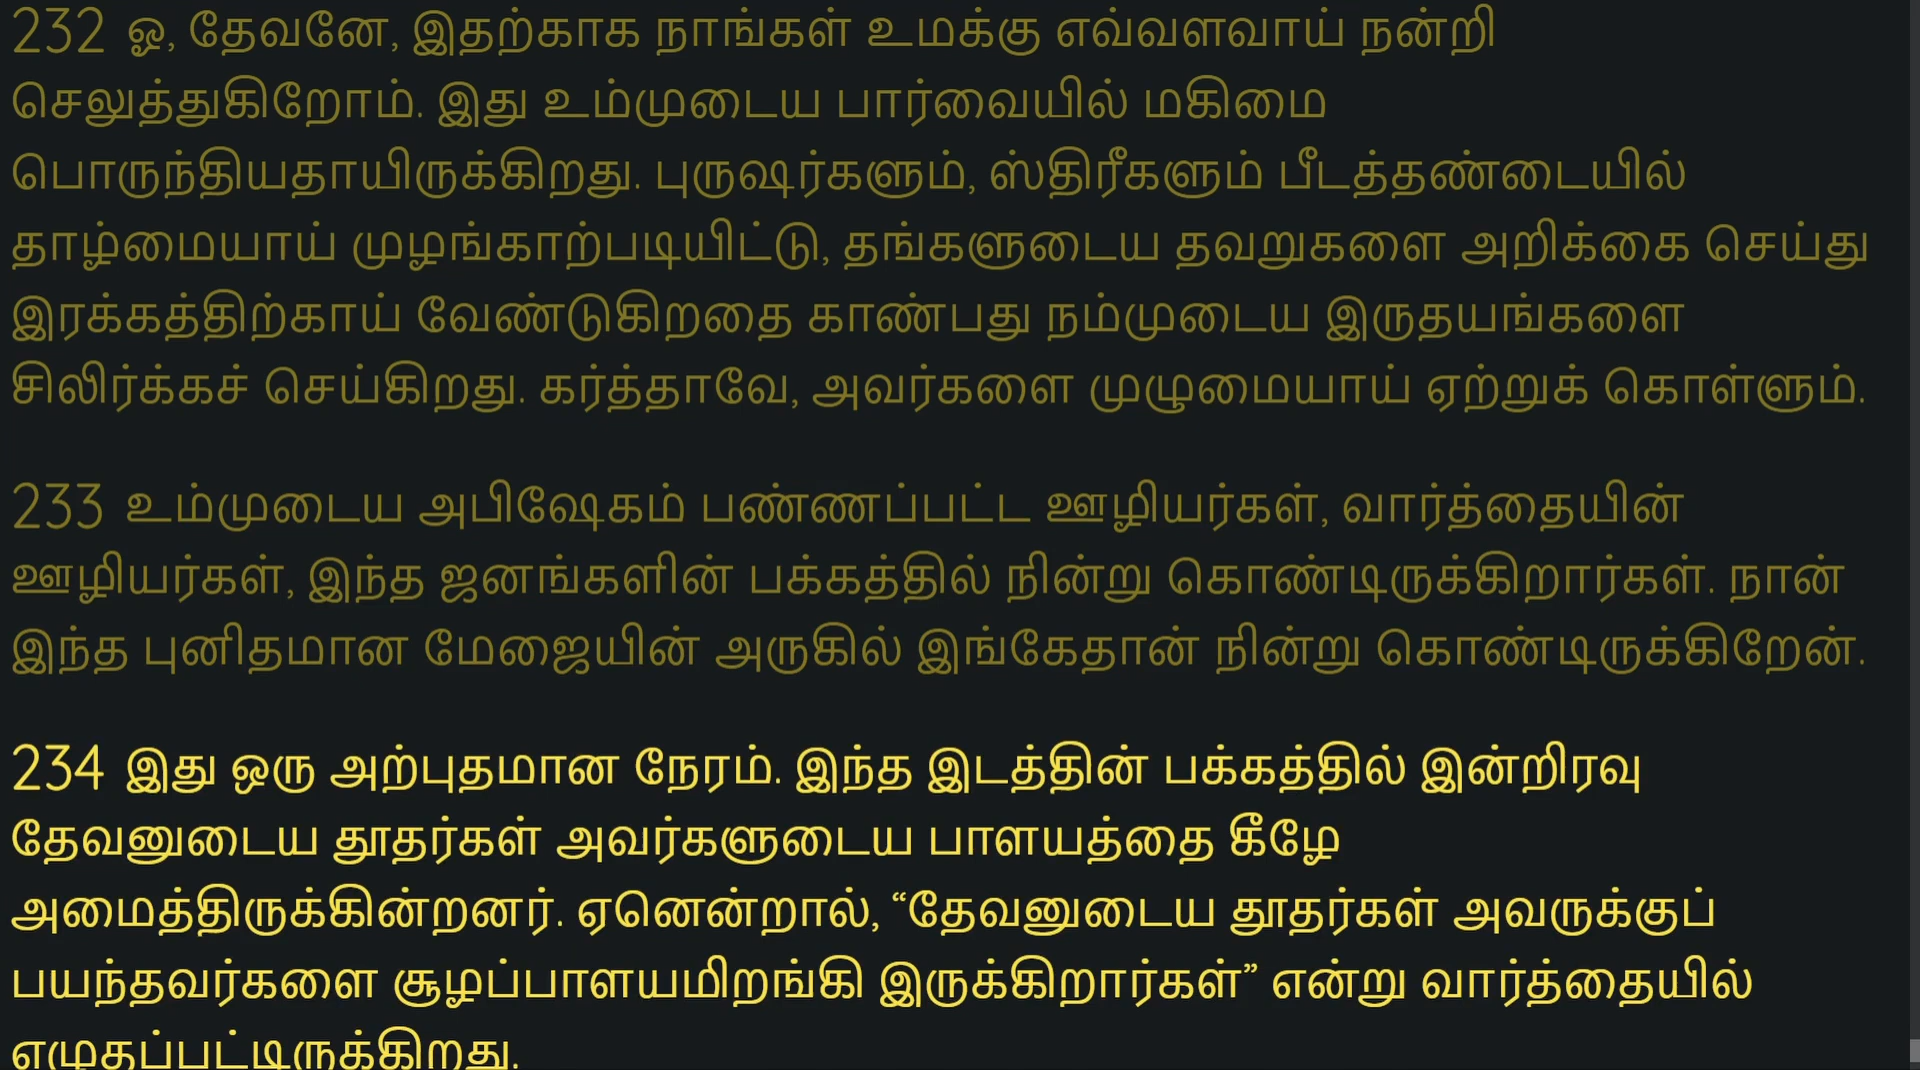 232 ஓ, தேவனே, இதற்காக நாங்கள் உமக்கு எவ்வளவாய் நன்றி
செலுத்துகிறோம். இது உம்முடைய பார்வையில் மகிமை
பொருந்தியதாயிருக்கிறது. புருஷர்களும், ஸ்திரீகளும் பீடத்தண்டையில்
தாழ்மையாய் முழங்காற்படியிட்டு, தங்களுடைய தவறுகளை அறிக்கை செய்து
இரக்கத்திற்காய் வேண்டுகிறதை காண்பது நம்முடைய இருதயங்களை
சிலிர்க்கச் செய்கிறது. கர்த்தாவே, அவர்களை முழுமையாய் ஏற்றுக் கொள்ளும்.
233 உம்முடைய அபிஷேகம் பண்ணப்பட்ட ஊழியர்கள், வார்த்தையின்
ஊழியர்கள், இந்த ஜனங்களின் பக்கத்தில் நின்று கொண்டிருக்கிறார்கள். நான்
இந்த புனிதமான மேஜையின் அருகில் இங்கேதான் நின்று கொண்டிருக்கிறேன்.
234 இது ஒரு அற்புதமான நேரம். இந்த இடத்தின் பக்கத்தில் இன்றிரவு
தேவனுடைய தூதர்கள் அவர்களுடைய பாளயத்தை கீழே
அமைத்திருக்கின்றனர். ஏனென்றால், “தேவனுடைய தூதர்கள் அவருக்குப்
பயந்தவர்களை சூழப்பாளயமிறங்கி இருக்கிறார்கள்” என்று வார்த்தையில்
எழுதப்பட்டிருக்கிறது.